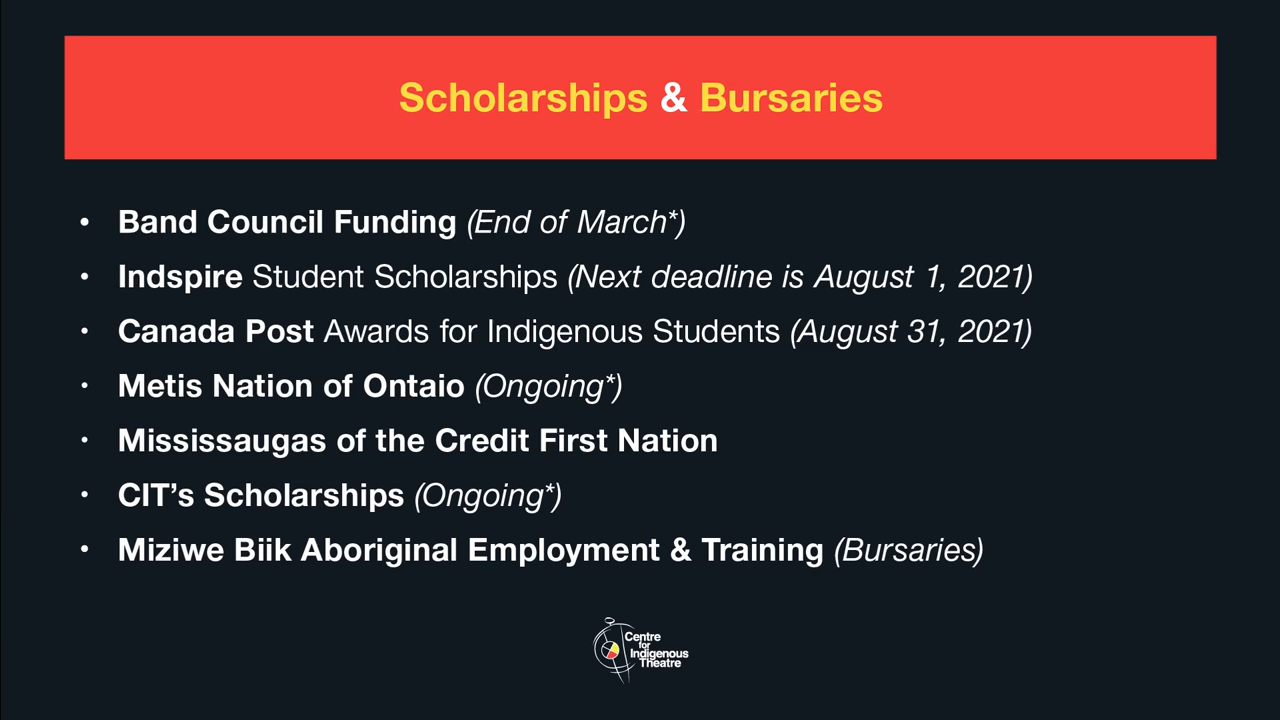 Scholarships & Bursaries
• Band Council Funding (End of March*)
• Indspire Student Scholarships (Next deadline is August 1, 2021)
• Canada Post Awards for Indigenous Students (August 31, 2021)
• Metis Nation of Ontaio (Ongoing*)
• Mississaugas of the Credit First Nation
• CIT’s Scholarships (Ongoing*)
• Miziwe Biik Aboriginal Employment & Training (Bursaries)
Centre
for
Indigenous
Theatre